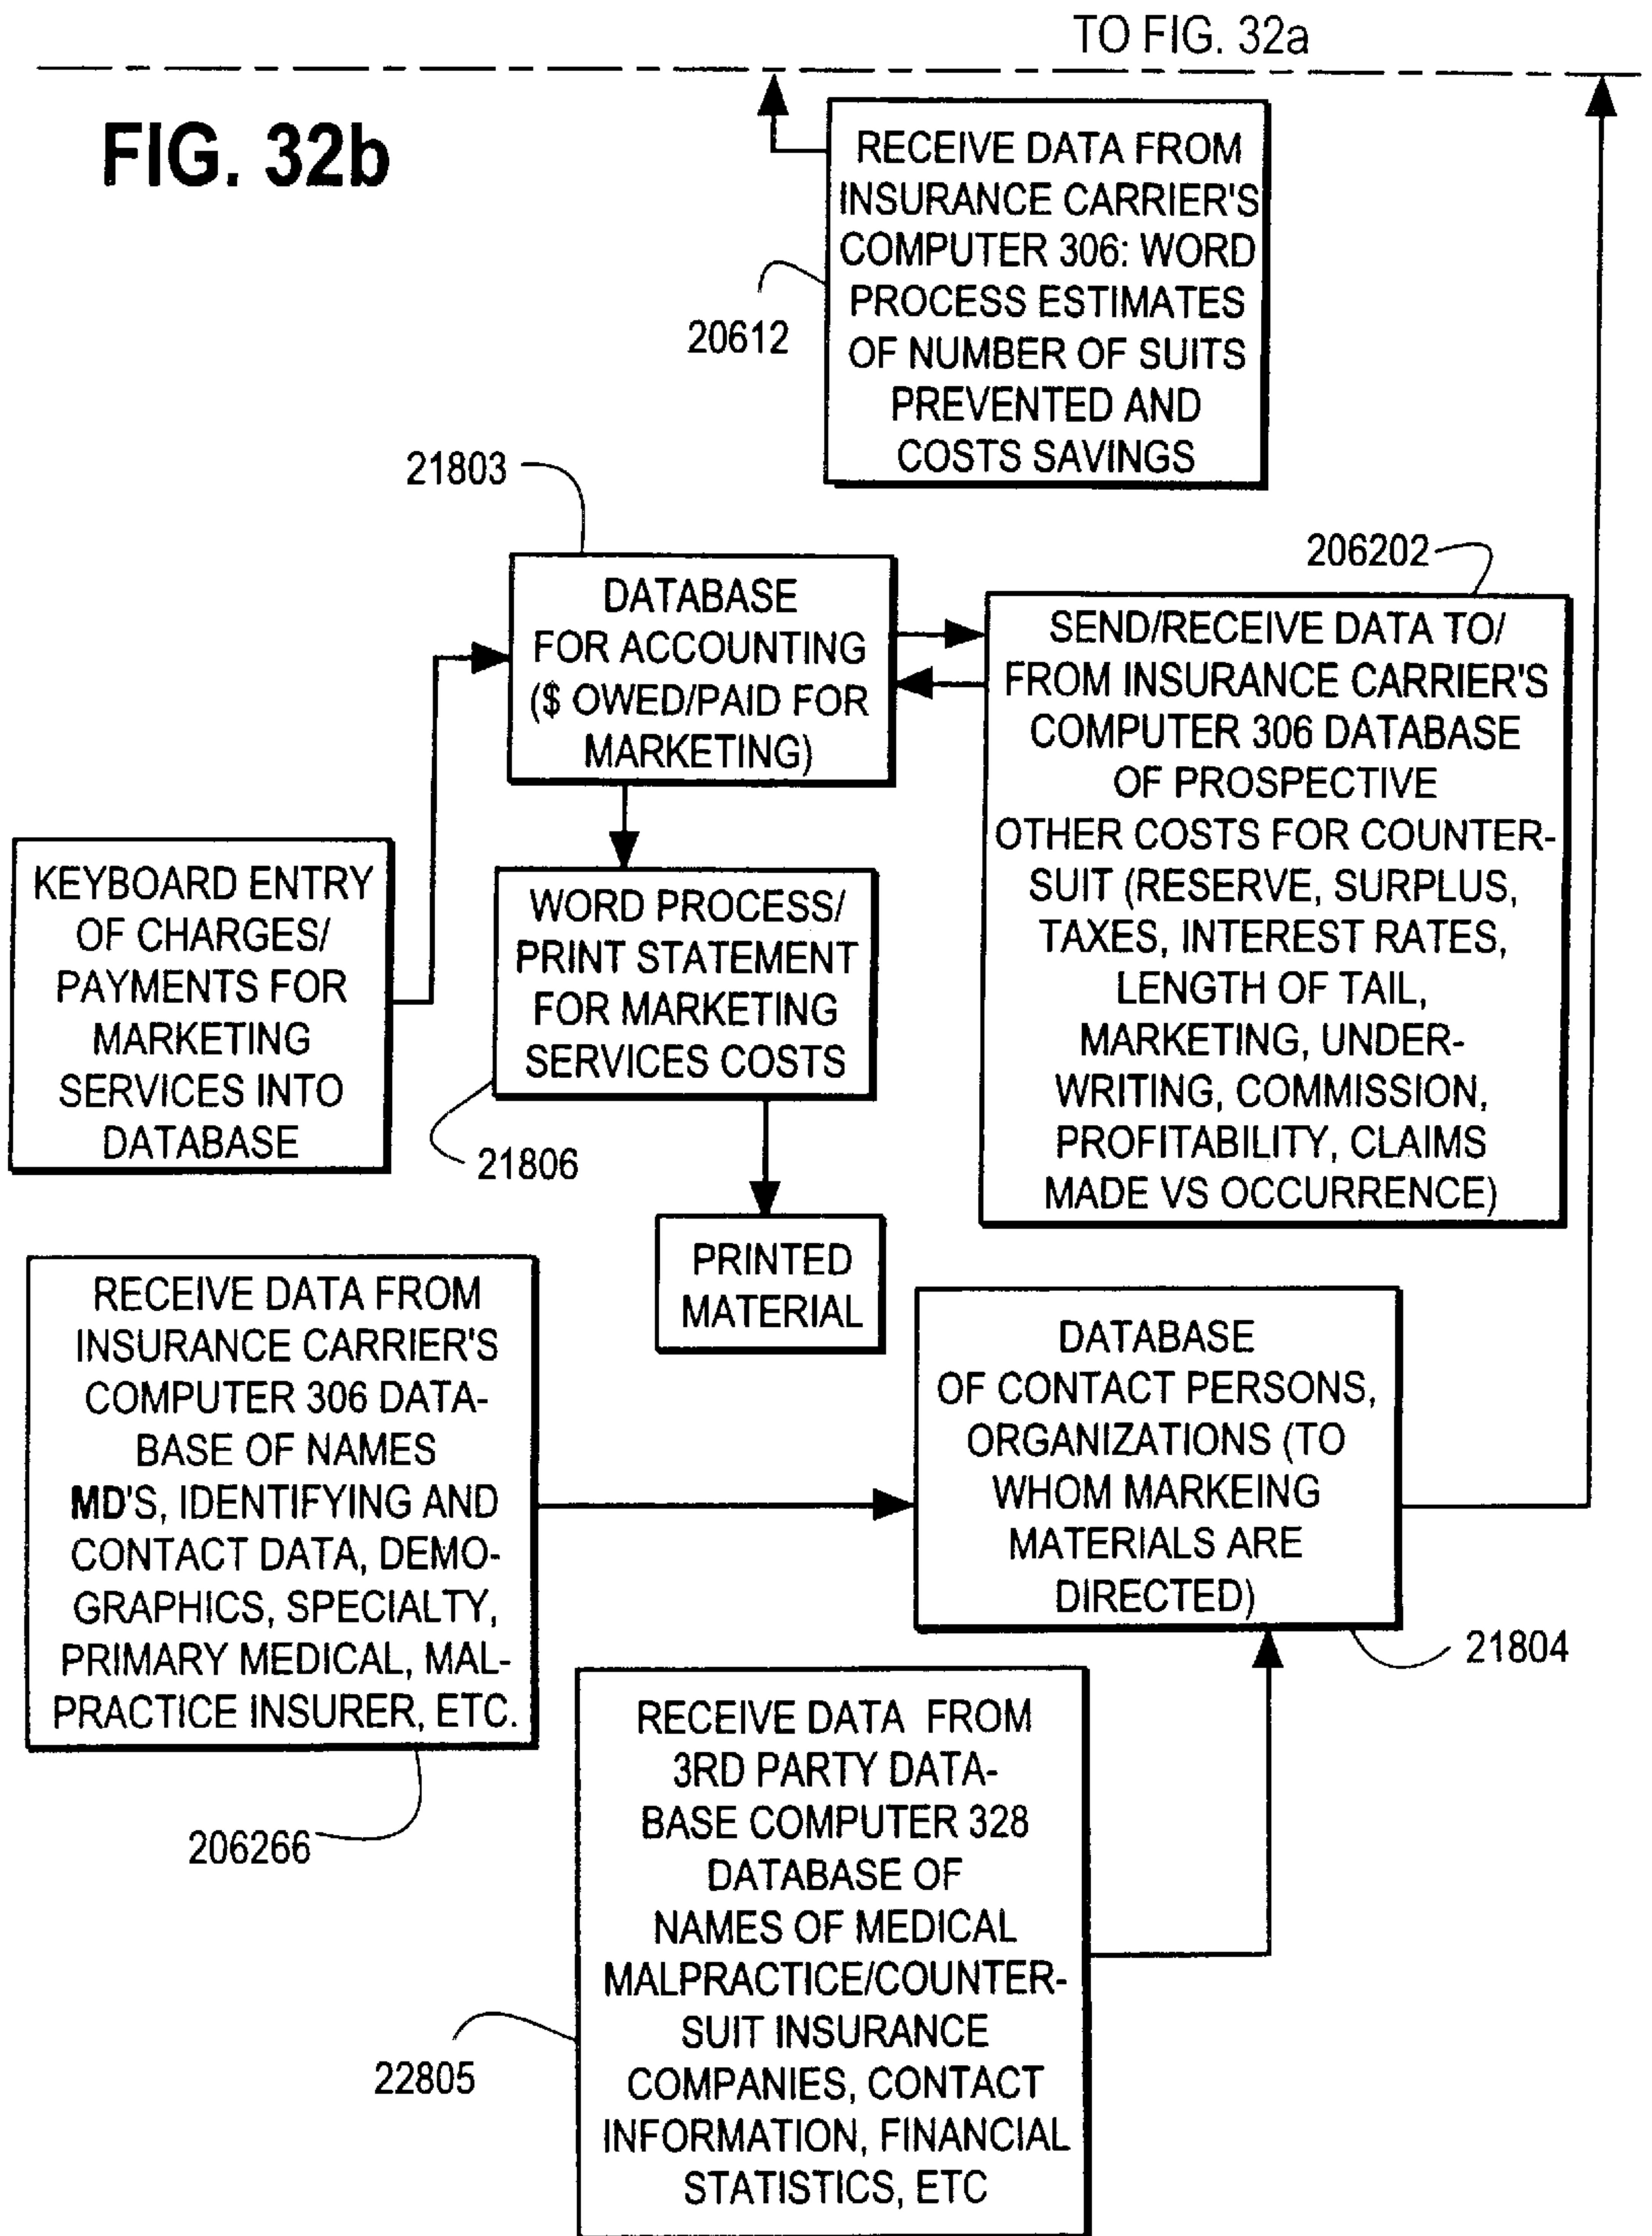 TO FIG. 32a
FIG. 32b
RECEIVE DATA FROM
INSURANCE CARRIER'S
COMPUTER 306: WORD
PROCESS ESTIMATES
OF NUMBER OF SUITS
PREVENTED AND
COSTS SAVINGS
20612
21803
DATABASE
FOR ACCOUNTING
($ OWED/PAID FOR
MARKETING)
206202
SEND/RECEIVE DATA TO/
FROM INSURANCE CARRIER'S
COMPUTER 306 DATABASE
OF PROSPECTIVE
OTHER COSTS FOR COUNTER-
SUIT (RESERVE, SURPLUS,
TAXES, INTEREST RATES,
LENGTH OF TAIL,
MARKETING, UNDER-
WRITING, COMMISSION,
PROFITABILITY, CLAIMS
MADE VS OCCURRENCE)
KEYBOARD ENTRY
OF CHARGES/
PAYMENTS FOR
MARKETING
SERVICES INTO
DATABASE
WORD PROCESS/
PRINT STATEMENT
FOR MARKETING
SERVICES COSTS
21806
PRINTED
MATERIAL
RECEIVE DATA FROM
INSURANCE CARRIER'S
COMPUTER 306 DATA-
BASE OF NAMES
MD'S, IDENTIFYING AND
CONTACT DATA, DEMO-
GRAPHICS, SPECIALTY,
PRIMARY MEDICAL, MAL-
PRACTICE INSURER, ETC.
206266
DATABASE
OF CONTACT PERSONS,
ORGANIZATIONS (TO
WHOM MARKEING
MATERIALS ARE
DIRECTED)
21804
RECEIVE DATA FROM
3RD PARTY DATA-
BASE COMPUTER 328
DATABASE OF
NAMES OF MEDICAL
MALPRACTICE/COUNTER-
SUIT INSURANCE
COMPANIES, CONTACT
INFORMATION, FINANCIAL
STATISTICS, ETC
22805